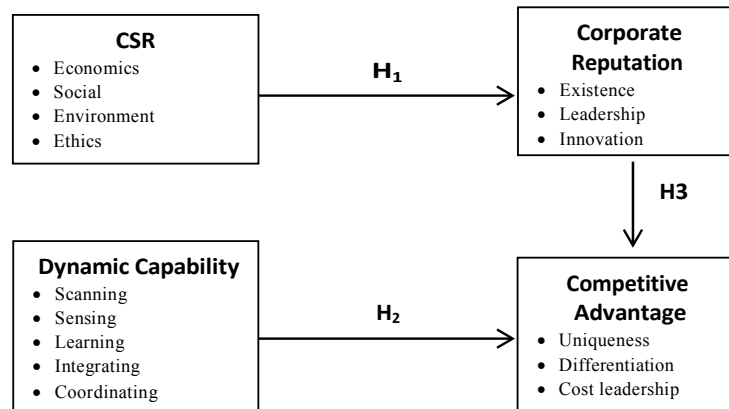 CSR
• Economics
• Social
• Environment
• Ethics
H₁
Corporate
Reputation
• Existence
• Leadership
• Innovation
H3
Dynamic Capability
• Scanning
• Sensing
• Learning
• Integrating
• Coordinating
H₂
Competitive
Advantage
• Uniqueness
• Differentiation
• Cost leadership